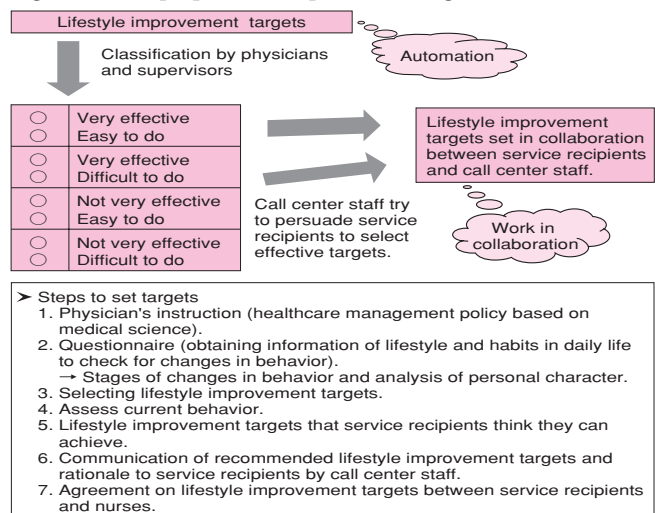 Lifestyle improvement targets
Automation
Classification by physicians
and supervisors
○ Very effective
○ Easy to do
○ Very effective
○ Difficult to do
○ Not very effective
○ Easy to do
○ Not very effective
○ Difficult to do
Lifestyle improvement
targets set in collaboration
between service recipients
and call center staff.
Call center staff try
to persuade service
recipients to select
effective targets.
Work in
collaboration
➤ Steps to set targets
1. Physician's instruction (healthcare management policy based on
medical science).
2. Questionnaire (obtaining information of lifestyle and habits in daily life
to check for changes in behavior).
→ Stages of changes in behavior and analysis of personal character.
3. Selecting lifestyle improvement targets.
4. Assess current behavior.
5. Lifestyle improvement targets that service recipients think they can
achieve.
6. Communication of recommended lifestyle improvement targets and
rationale to service recipients by call center staff.
7. Agreement on lifestyle improvement targets between service recipients
and nurses.